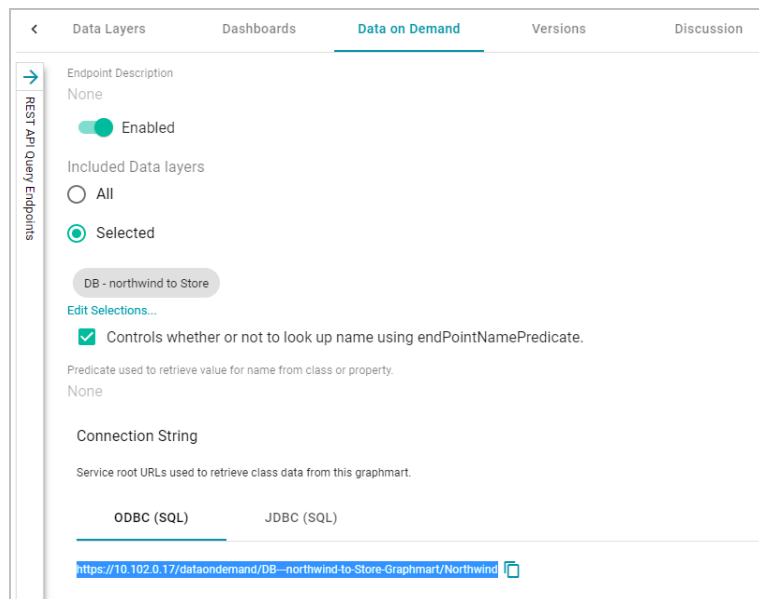 Data Layers Dashboards Data on Demand Versions Discussion
REST API Query Endpoints
Endpoint Description
None
Enabled
Included Data layers
All
Selected
DB - northwind to Store
Edit Selections...
Controls whether or not to look up name using endPointNamePredicate.
Predicate used to retrieve value for name from class or property.
None
Connection String
Service root URLs used to retrieve class data from this graphmart.
ODBC (SQL) JDBC (SQL)
https://10.102.0.17/dataondemand/DB---northwind-to-Store-Graphmart/Northwind